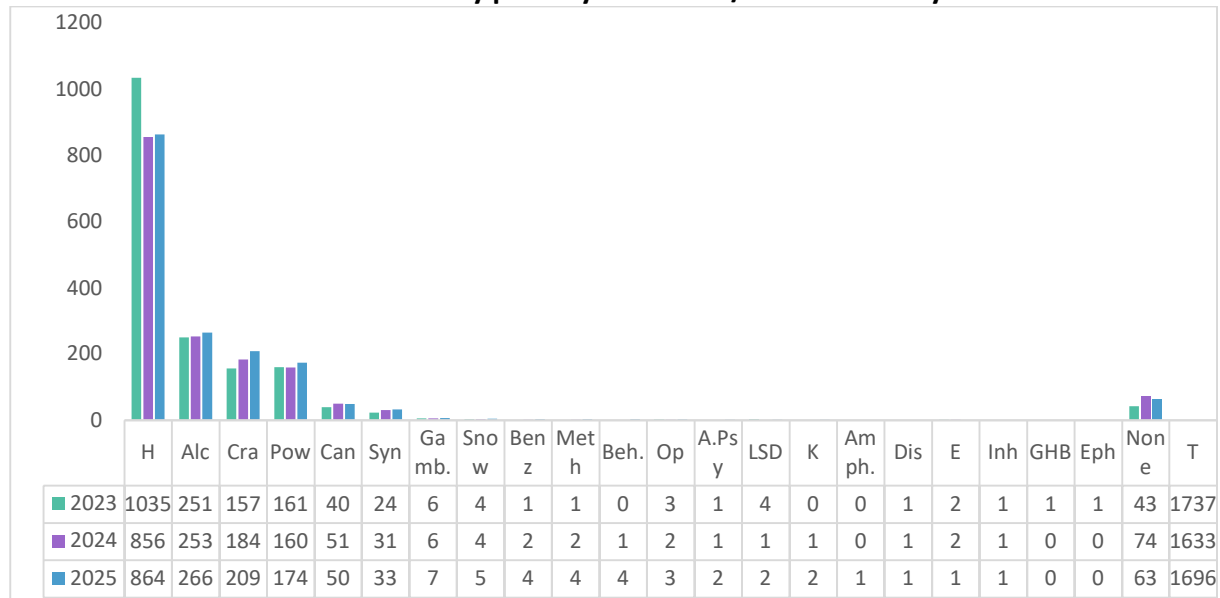 1200
1000
800
600
400
200
0
H Alc Cra Pow Can Syn Ga mb. Sno w Ben z Met h Beh. Op A.Ps y LSD K Am ph. Dis E Inh GHB Eph Non e T
2023 1035 251 157 161 40 24 6 4 1 1 0 3 1 4 0 0 1 2 1 1 1 43 1737
2024 856 253 184 160 51 31 6 4 2 2 1 2 1 1 1 0 1 2 1 0 0 74 1633
2025 864 266 209 174 50 33 7 5 4 4 4 3 2 2 2 1 1 1 1 0 0 63 1696